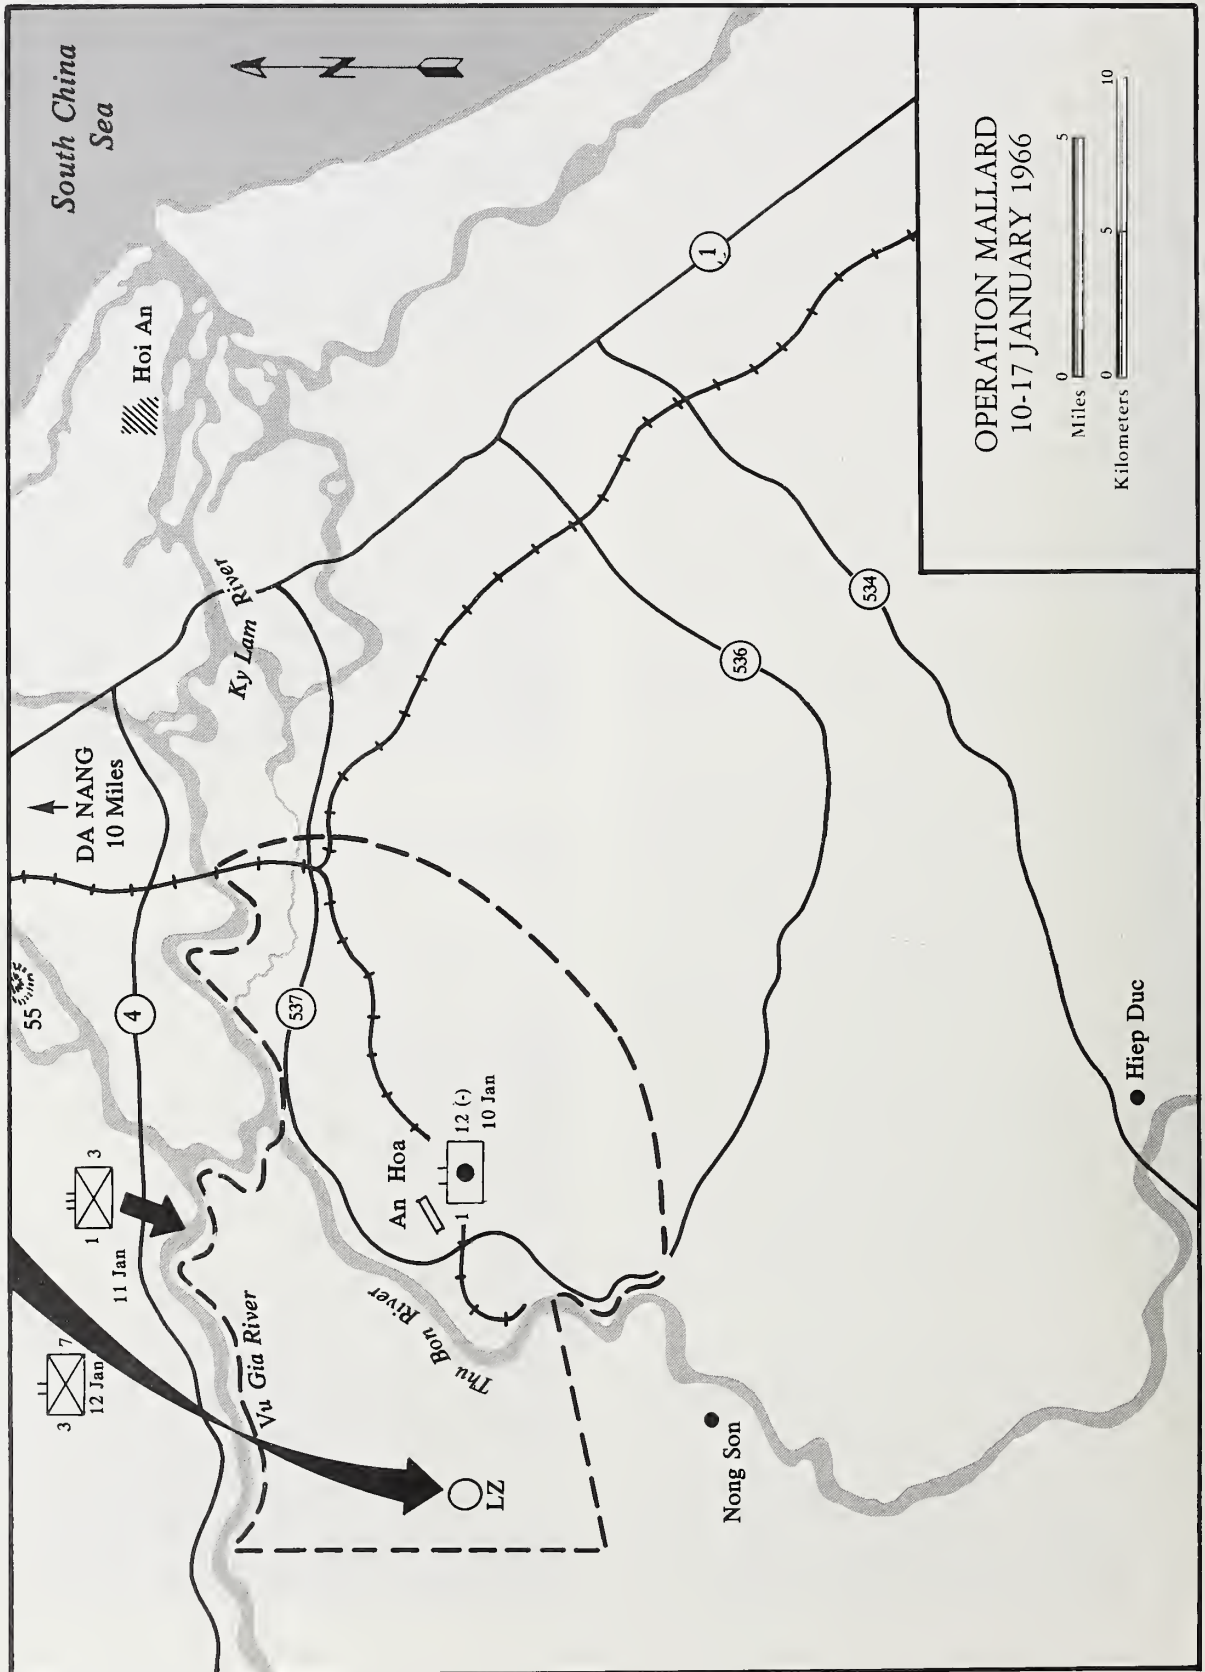 South China
Sea
N
DA NANG
10 Miles
55
4
3 7
12 Jan
1 3
11 Jan
Hoi An
Ky Lam River
Vu Gia River
537
Thu Bon River
An Hoa
1 12 (-)
10 Jan
LZ
1
536
534
Nong Son
Hiep Duc
OPERATION MALLARD
10-17 JANUARY 1966
0 5
Miles
0 5 10
Kilometers